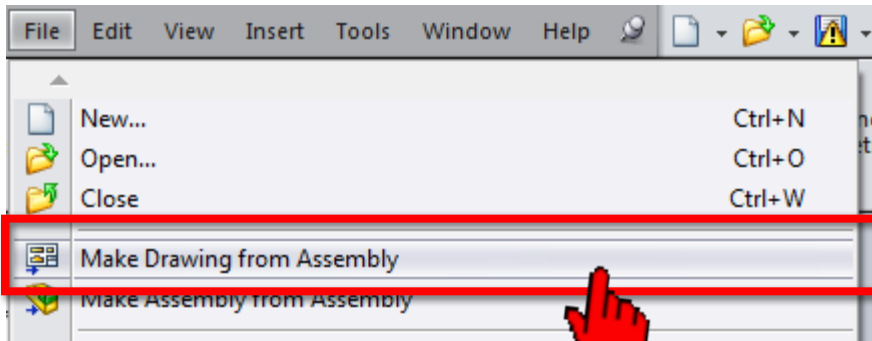 File Edit View Insert Tools Window Help
New... Ctrl+N
Open... Ctrl+O
Close Ctrl+W
Make Drawing from Assembly
Make Assembly from Assembly